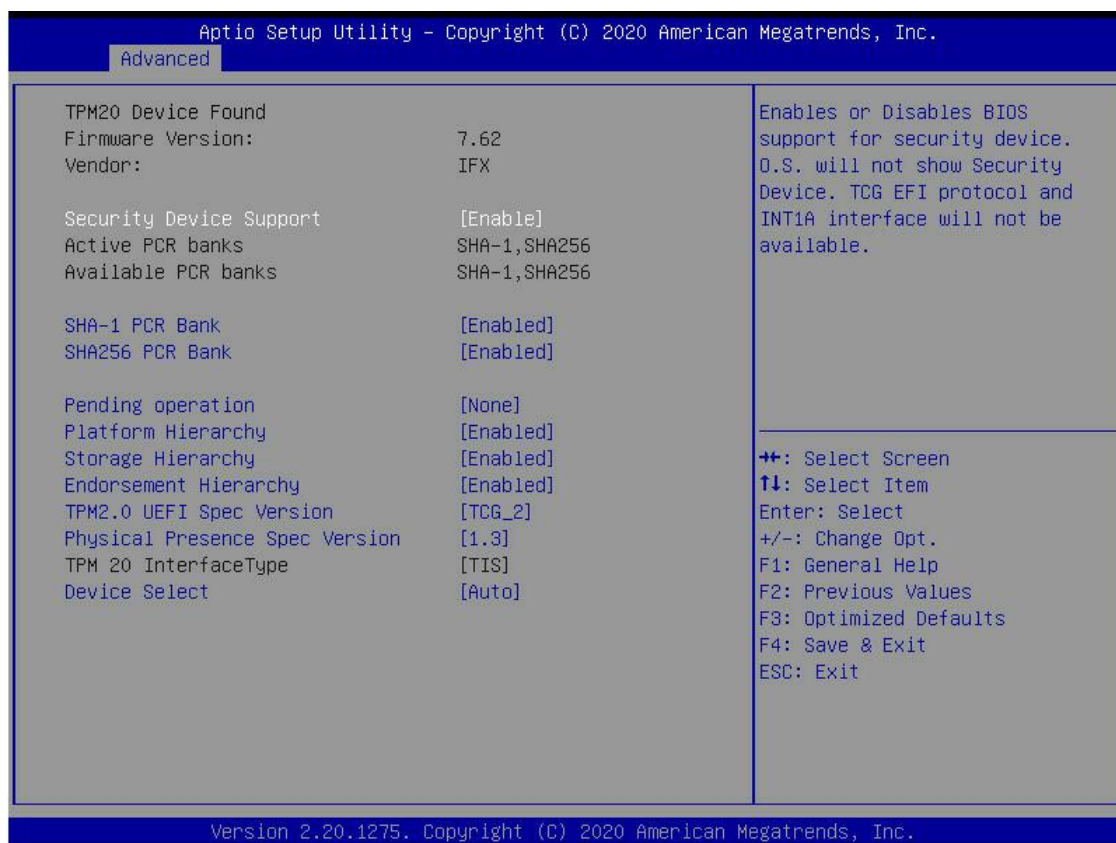 Aptio Setup Utility - Copyright (C) 2020 American Megatrends, Inc.
Advanced
TPM20 Device Found
Firmware Version: 7.62
Vendor: IFX
Security Device Support [Enable]
Active PCR banks SHA-1,SHA256
Available PCR banks SHA-1,SHA256
SHA-1 PCR Bank [Enabled]
SHA256 PCR Bank [Enabled]
Pending operation [None]
Platform Hierarchy [Enabled]
Storage Hierarchy [Enabled]
Endorsement Hierarchy [Enabled]
TPM2.0 UEFI Spec Version [TCG_2]
Physical Presence Spec Version [1.3]
TPM 20 InterfaceType [TIS]
Device Select [Auto]
Enables or Disables BIOS
support for security device.
O.S. will not show Security
Device. TCG EFI protocol and
INT1A interface will not be
available.
→←: Select Screen
↑↓: Select Item
Enter: Select
+/-: Change Opt.
F1: General Help
F2: Previous Values
F3: Optimized Defaults
F4: Save & Exit
ESC: Exit
Version 2.20.1275. Copyright (C) 2020 American Megatrends, Inc.